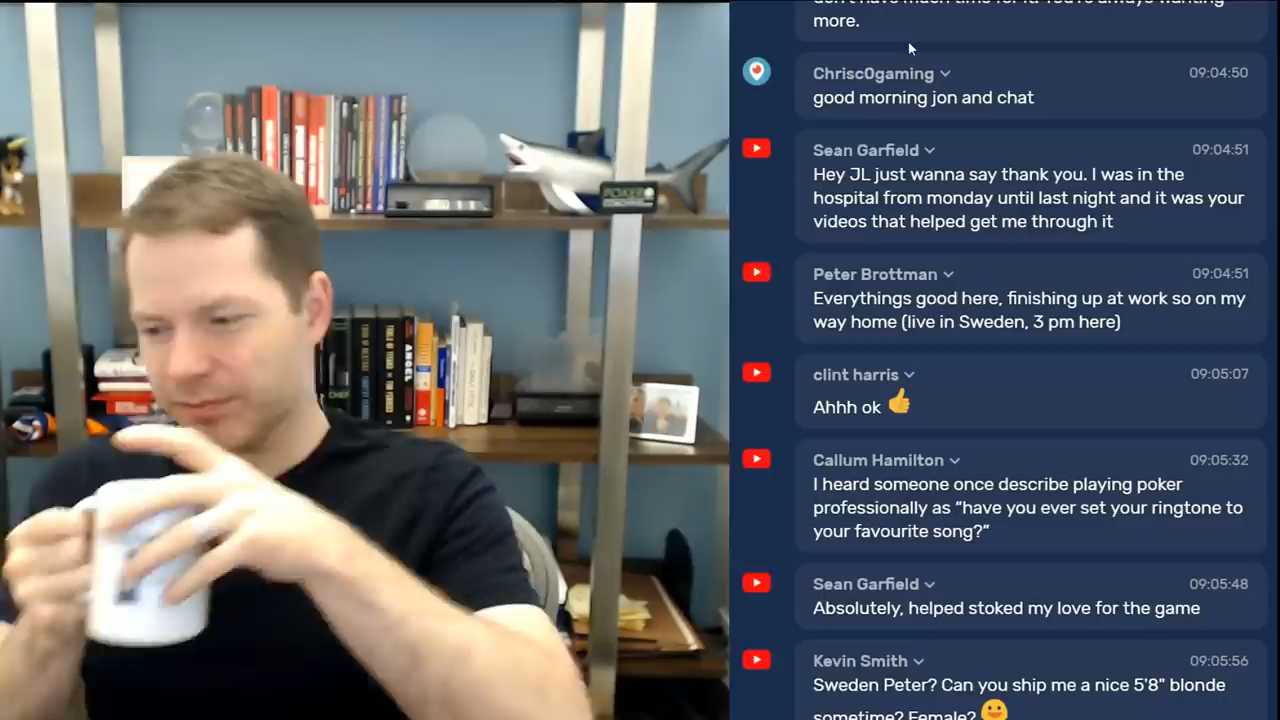 more.
Chrisc0gaming
09:04:50
good morning jon and chat
Sean Garfield
09:04:51
Hey JL just wanna say thank you. I was in the
hospital from monday until last night and it was your
videos that helped get me through it
Peter Brottman
09:04:51
Everythings good here, finishing up at work so on my
way home (live in Sweden, 3 pm here)
clint harris
09:05:07
Ahhh ok 👍
Callum Hamilton
09:05:32
I heard someone once describe playing poker
professionally as “have you ever set your ringtone to
your favourite song?”
Sean Garfield
09:05:48
Absolutely, helped stoked my love for the game
Kevin Smith
09:05:56
Sweden Peter? Can you ship me a nice 5'8" blonde
sometime? Female? 😀
POKER
ANGEL